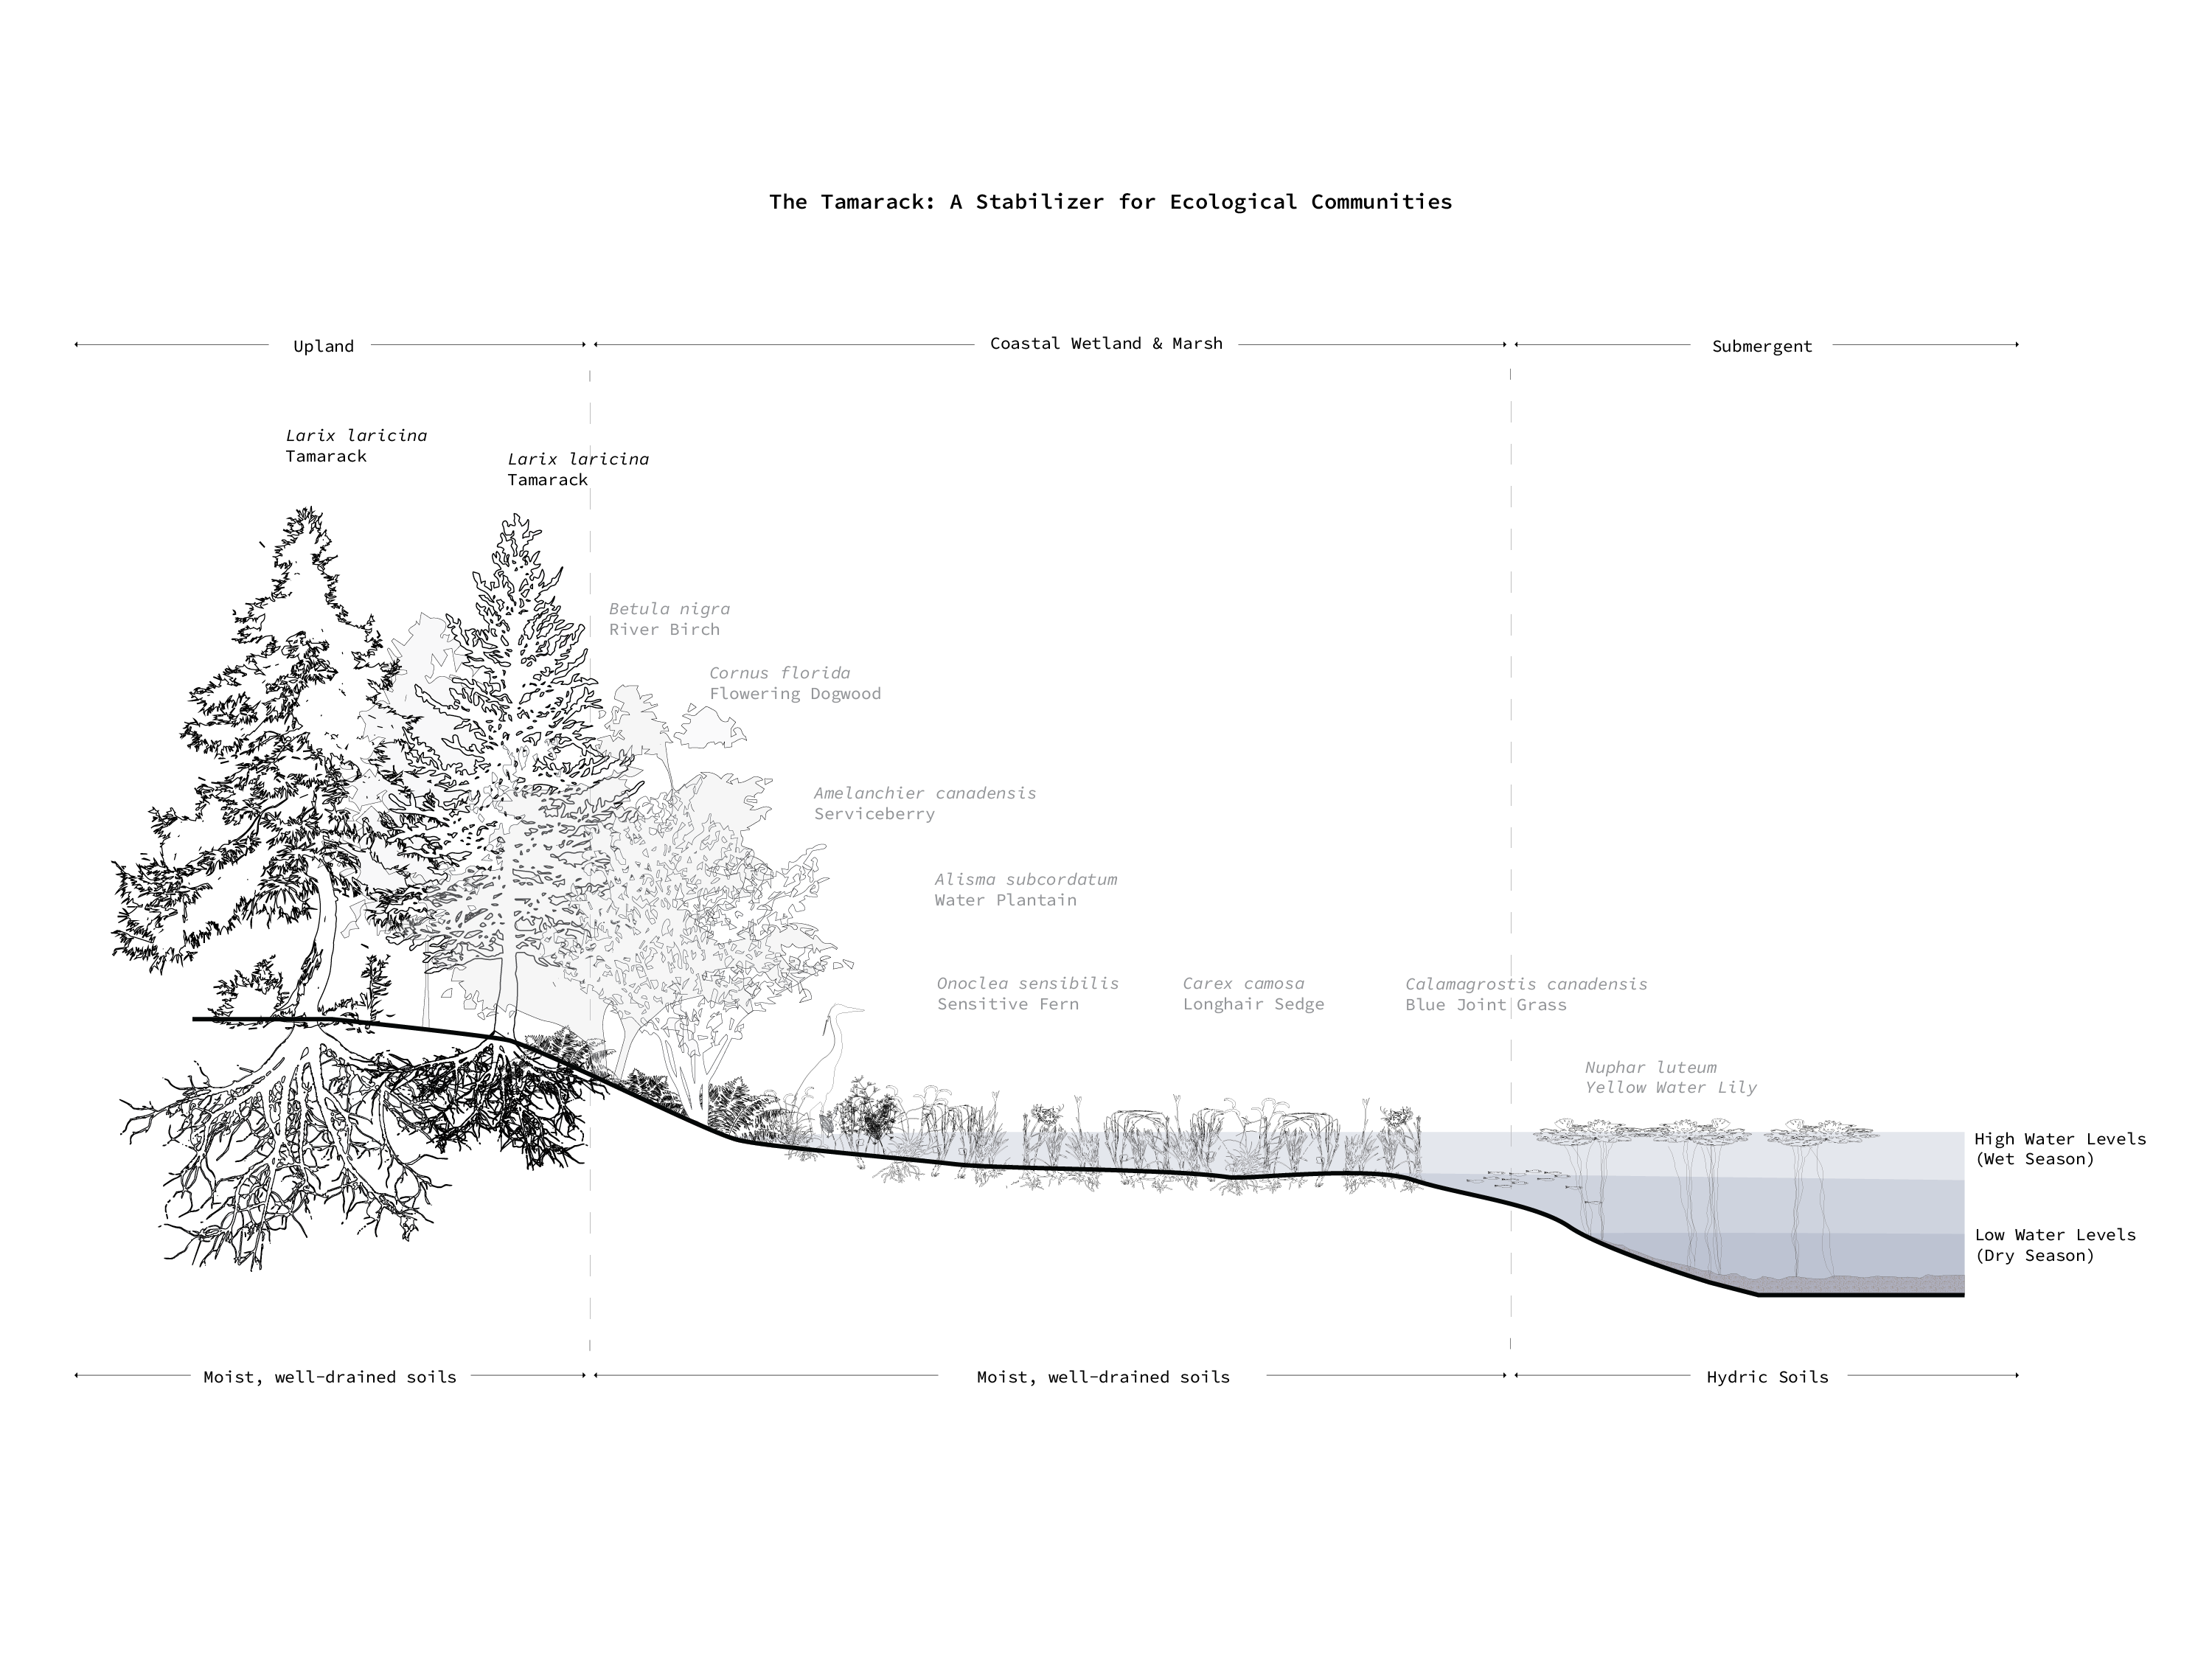 The Tamarack: A Stabilizer for Ecological Communities
Upland
Coastal Wetland & Marsh
Submergent
Larix laricina
Tamarack
Larix laricina
Tamarack
Betula nigra
River Birch
Cornus florida
Flowering Dogwood
Amelanchier canadensis
Serviceberry
Alisma subcordatum
Water Plantain
Onoclea sensibilis
Sensitive Fern
Carex camosa
Longhair Sedge
Calamagrostis canadensis
Blue Joint Grass
Nuphar luteum
Yellow Water Lily
High Water Levels
(Wet Season)
Low Water Levels
(Dry Season)
Moist, well-drained soils
Moist, well-drained soils
Hydric Soils